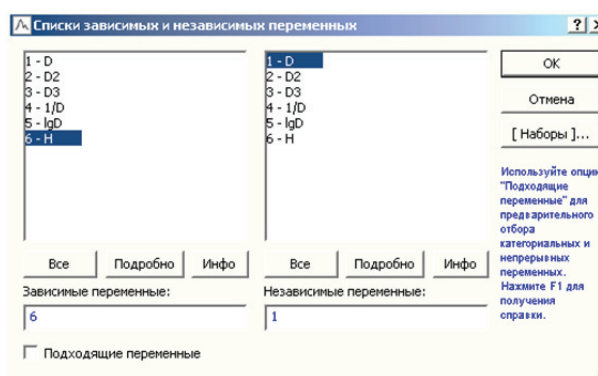 Списки зависимых и независимых переменных
1 - D
2 - D2
3 - D3
4 - 1/D
5 - lgD
6 - H
1 - D
2 - D2
3 - D3
4 - 1/D
5 - lgD
6 - H
OK
Отмена
[ Наборы ]...
Используйте опцию
"Подходящие
переменные" для
предварительного
отбора
категориальных и
непрерывных
переменных.
Нажмите F1 для
получения
справки.
Все Подробно Инфо
Все Подробно Инфо
Зависимые переменные:
6
Независимые переменные:
1
Подходящие переменные